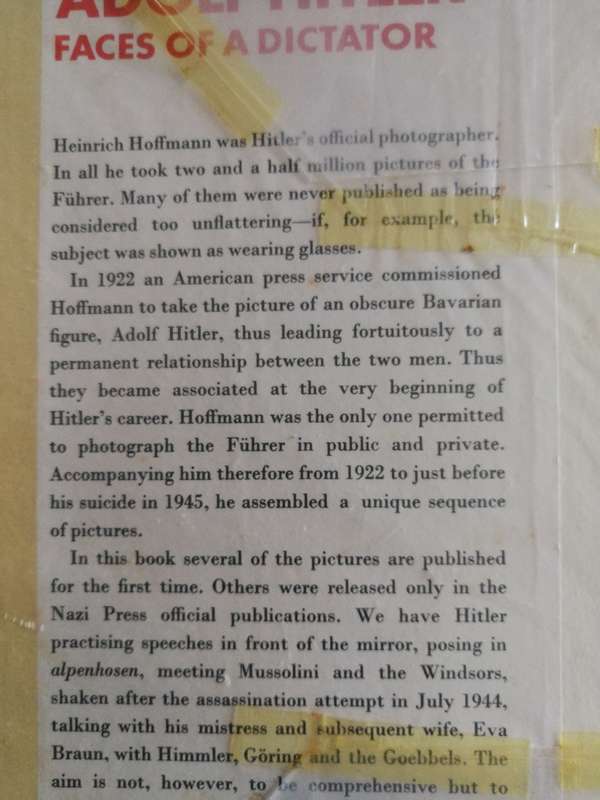 ADOLF HITLER
FACES OF A DICTATOR
Heinrich Hoffmann was Hitler's official photographer.
In all he took two and a half million pictures of the
Führer. Many of them were never published as being
considered too unflattering—if, for example, the
subject was shown as wearing glasses.
In 1922 an American press service commissioned
Hoffmann to take the picture of an obscure Bavarian
figure, Adolf Hitler, thus leading fortuitously to a
permanent relationship between the two men. Thus
they became associated at the very beginning of
Hitler's career. Hoffmann was the only one permitted
to photograph the Führer in public and private.
Accompanying him therefore from 1922 to just before
his suicide in 1945, he assembled a unique sequence
of pictures.
In this book several of the pictures are published
for the first time. Others were released only in the
Nazi Press official publications. We have Hitler
practising speeches in front of the mirror, posing in
alpenhosen, meeting Mussolini and the Windsors,
shaken after the assassination attempt in July 1944,
talking with his mistress and subsequent wife, Eva
Braun, with Himmler, Göring and the Goebbels. The
aim is not, however, to be comprehensive but to